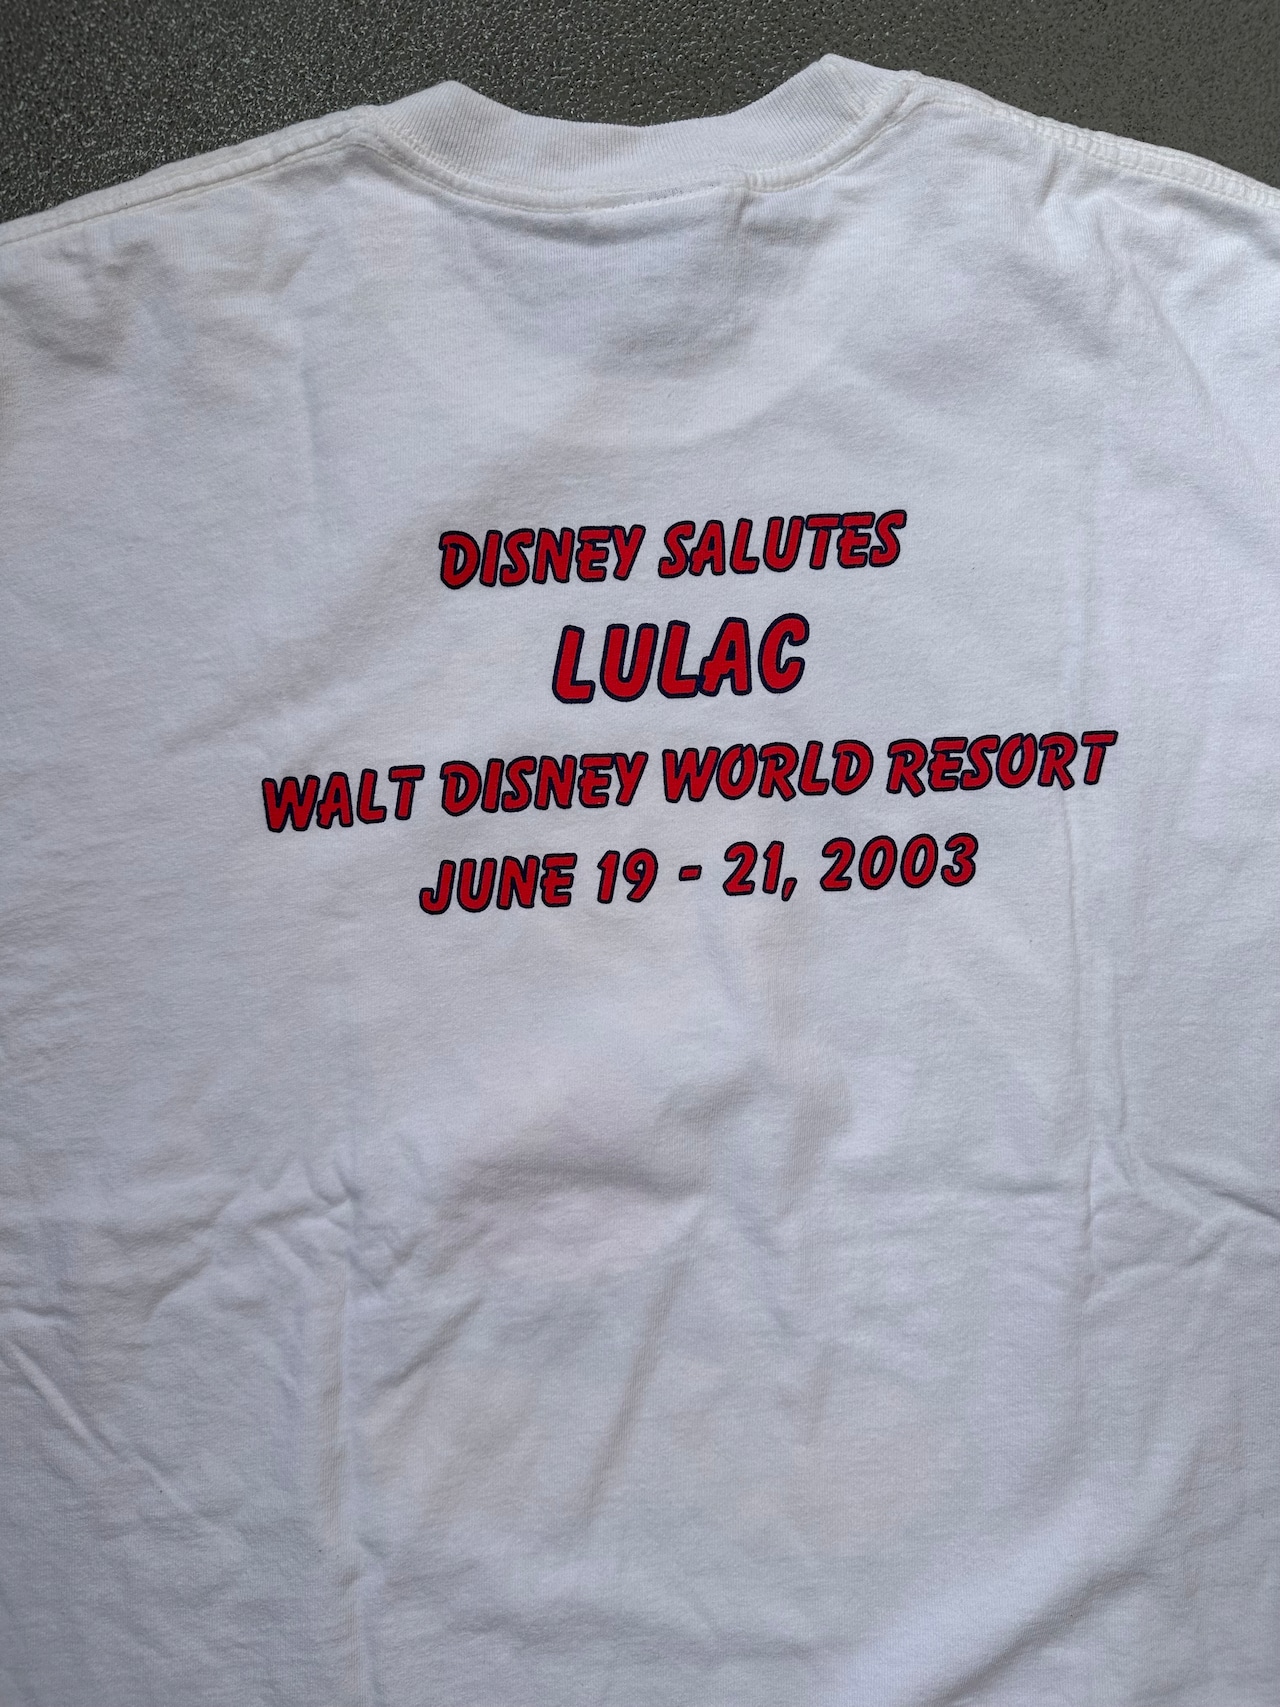 DISNEY SALUTES
LULAC
WALT DISNEY WORLD RESORT
JUNE 19 - 21, 2003